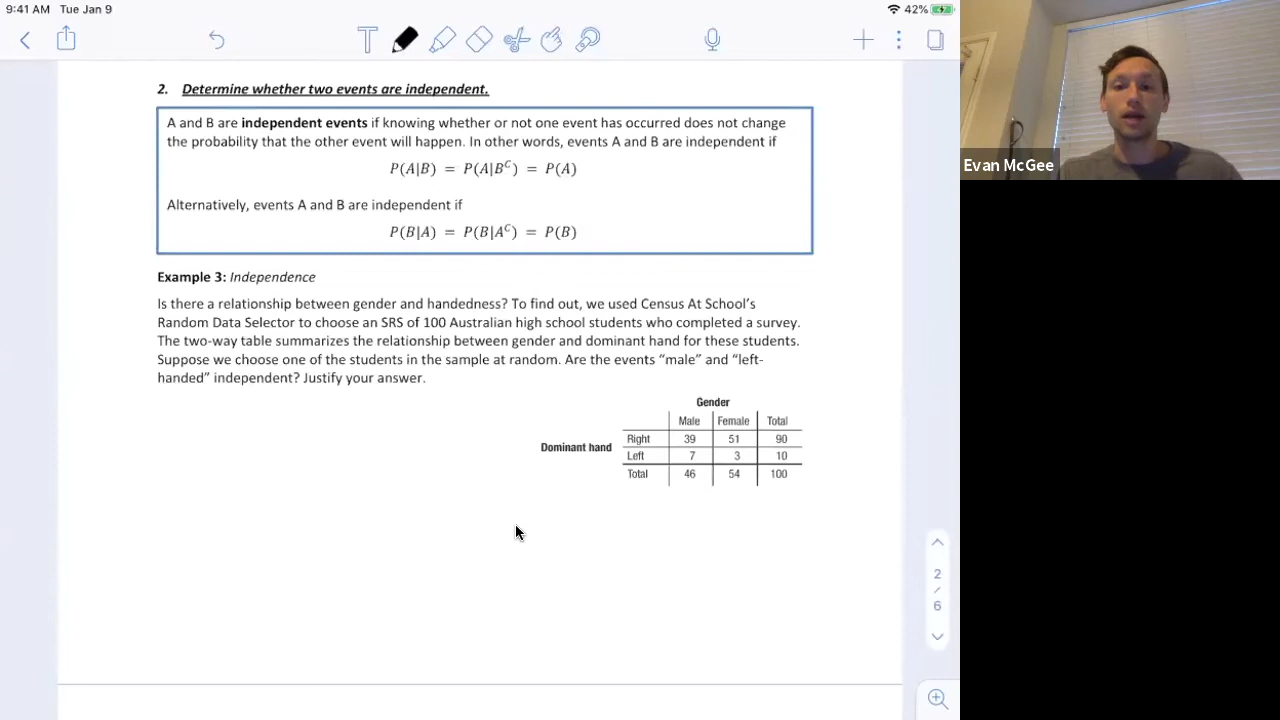 9:41 AM Tue Jan 9
42%
2. Determine whether two events are independent.
A and B are independent events if knowing whether or not one event has occurred does not change
the probability that the other event will happen. In other words, events A and B are independent if
P(A|B) = P(A|B^C) = P(A)
Alternatively, events A and B are independent if
P(B|A) = P(B|A^C) = P(B)
Example 3: Independence
Is there a relationship between gender and handedness? To find out, we used Census At School's
Random Data Selector to choose an SRS of 100 Australian high school students who completed a survey.
The two-way table summarizes the relationship between gender and dominant hand for these students.
Suppose we choose one of the students in the sample at random. Are the events "male" and "left-
handed" independent? Justify your answer.
Gender
Male Female Total
Dominant hand
Right 39 51 90
Left 7 3 10
Total 46 54 100
2
/
6
Evan McGee